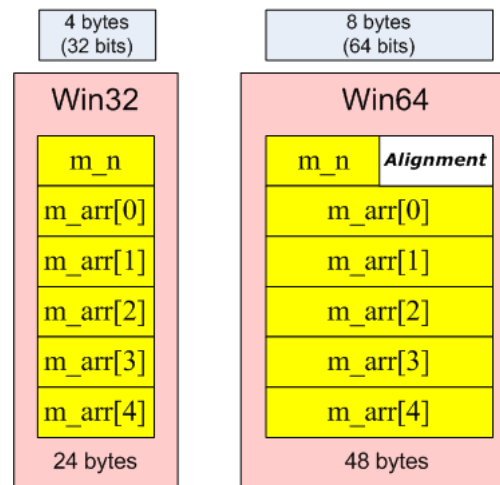 4 bytes
(32 bits)
8 bytes
(64 bits)
Win32
m_n
m_arr[0]
m_arr[1]
m_arr[2]
m_arr[3]
m_arr[4]
24 bytes
Win64
m_n
Alignment
m_arr[0]
m_arr[1]
m_arr[2]
m_arr[3]
m_arr[4]
48 bytes